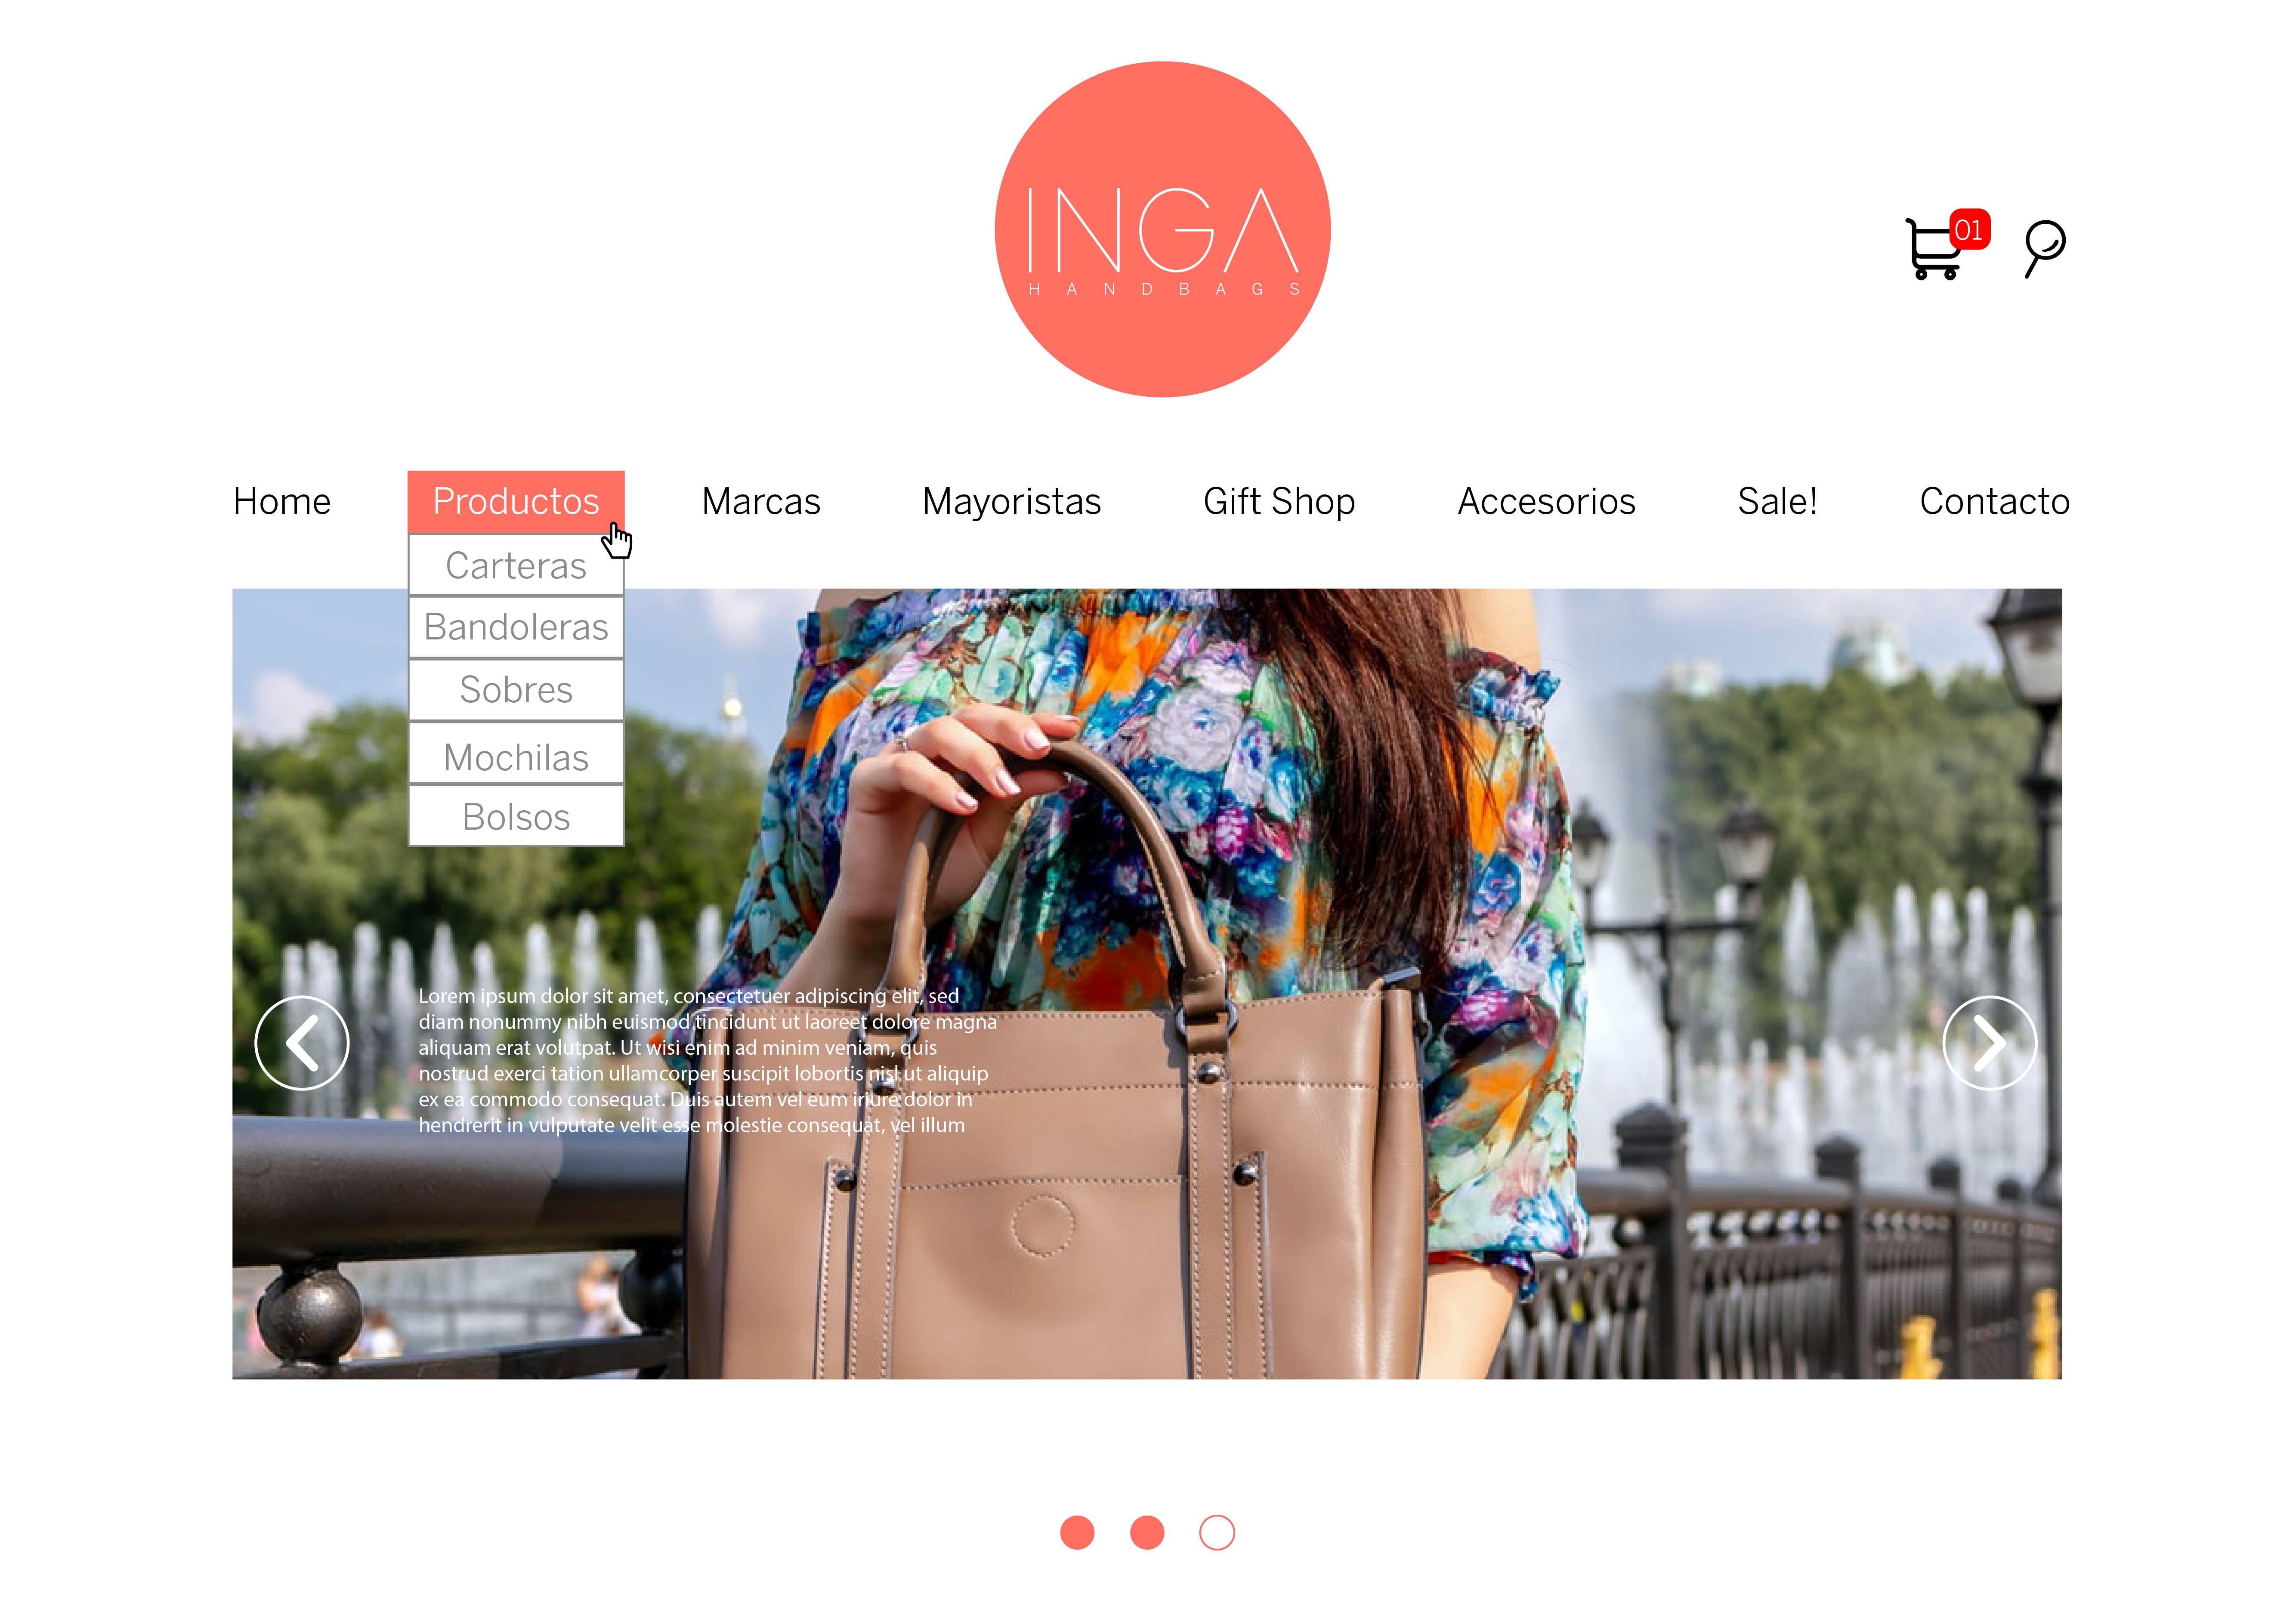 INGA
HANDBAGS
01
Home Productos Marcas Mayoristas Gift Shop Accesorios Sale! Contacto
Carteras
Bandoleras
Sobres
Mochilas
Bolsos
Lorem ipsum dolor sit amet, consectetuer adipiscing elit, sed
diam nonummy nibh euismod tincidunt ut laoreet dolore magna
aliquam erat volutpat. Ut wisi enim ad minim veniam, quis
nostrud exerci tation ullamcorper suscipit lobortis nisl ut aliquip
ex ea commodo consequat. Duis autem vel eum iriure dolor in
hendrerit in vulputate velit esse molestie consequat, vel illum